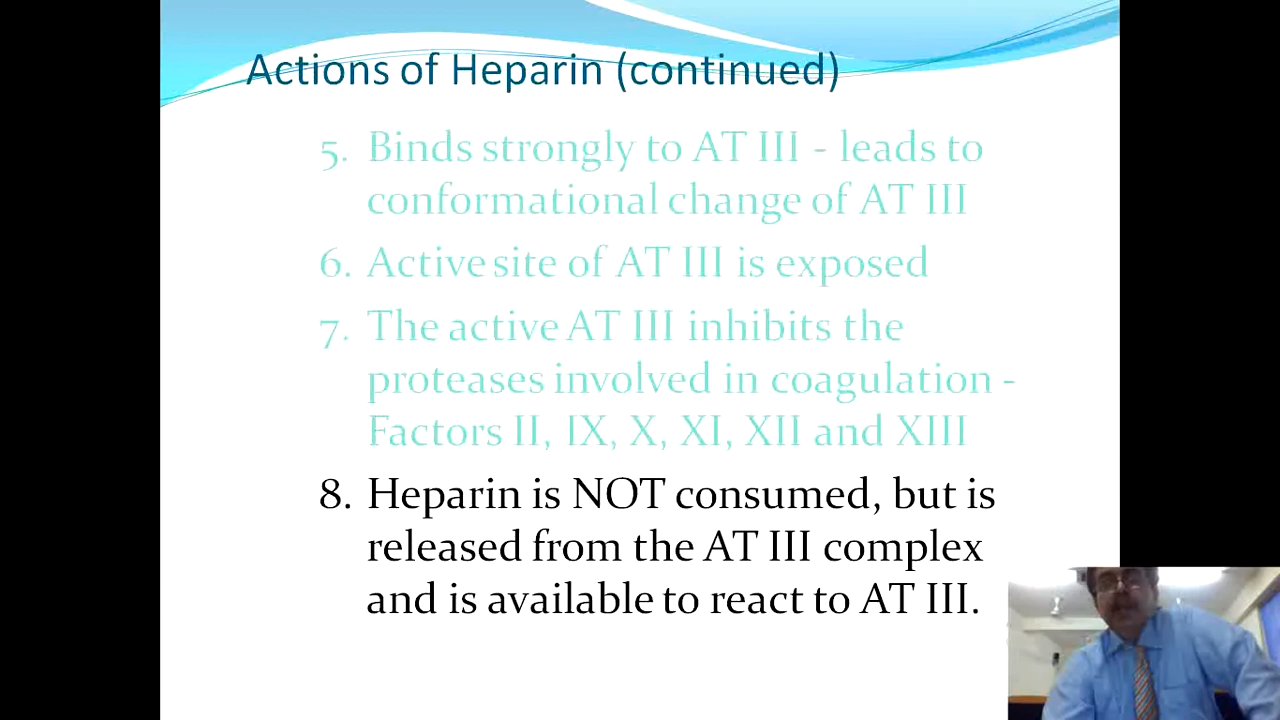 Actions of Heparin (continued)
5. Binds strongly to AT III - leads to
conformational change of AT III
6. Active site of AT III is exposed
7. The active AT III inhibits the
proteases involved in coagulation -
Factors II, IX, X, XI, XII and XIII
8. Heparin is NOT consumed, but is
released from the AT III complex
and is available to react to AT III.